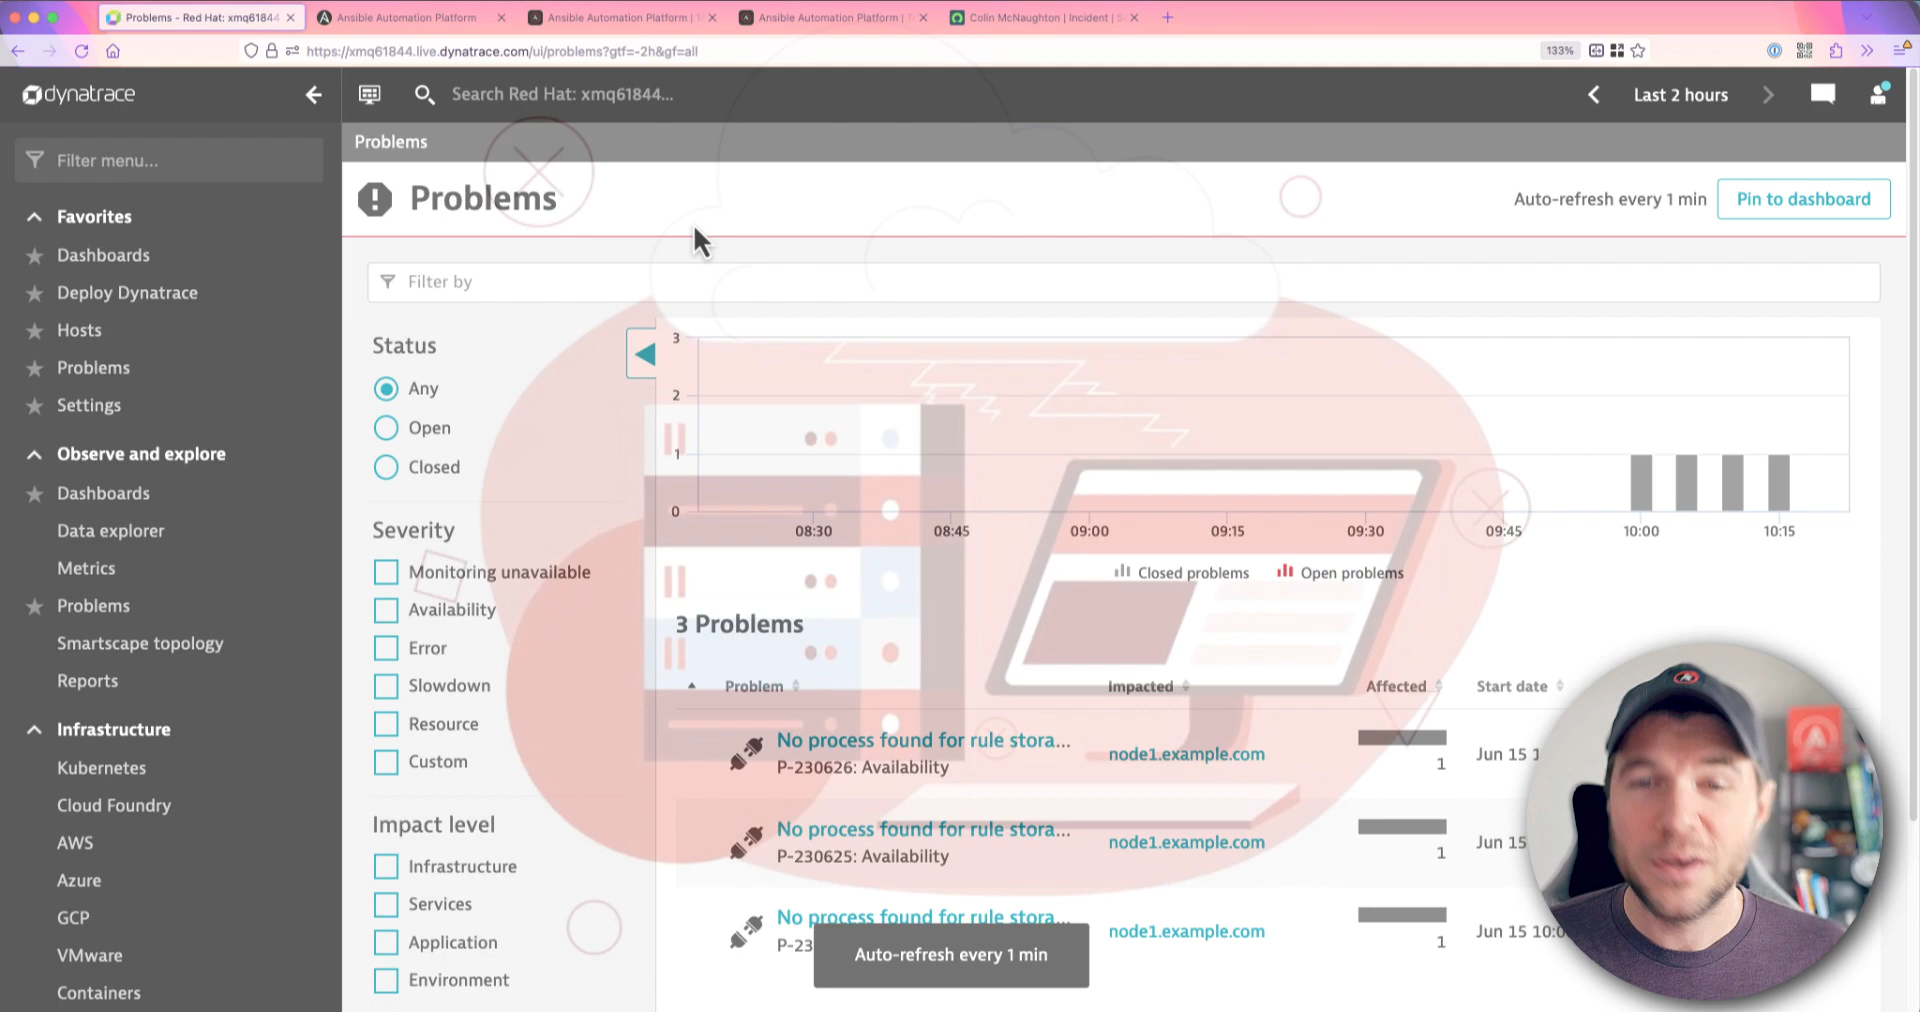 Problems - Red Hat: xmq61844
Ansible Automation Platform
Ansible Automation Platform |
Ansible Automation Platform |
Colin McNaughton | Incident |
https://xmq61844.live.dynatrace.com/ui/problems?gtf=-2h&gf=all
133%
dynatrace
Search Red Hat: xmq61844...
Last 2 hours
Filter menu...
Problems
Problems
Auto-refresh every 1 min
Pin to dashboard
Favorites
Dashboards
Deploy Dynatrace
Hosts
Problems
Settings
Observe and explore
Dashboards
Data explorer
Metrics
Problems
Smartscape topology
Reports
Infrastructure
Kubernetes
Cloud Foundry
AWS
Azure
GCP
VMware
Containers
Filter by
Status
Any
Open
Closed
Severity
Monitoring unavailable
Availability
Error
Slowdown
Resource
Custom
Impact level
Infrastructure
Services
Application
Environment
3
2
1
0
08:30 08:45 09:00 09:15 09:30 09:45 10:00 10:15
Closed problems Open problems
3 Problems
Problem Impacted Affected Start date
No process found for rule stora...
P-230626: Availability
node1.example.com
1
Jun 15 1
No process found for rule stora...
P-230625: Availability
node1.example.com
1
Jun 15
No process found for rule stora...
P-23
node1.example.com
1
Jun 15 10:0
Auto-refresh every 1 min